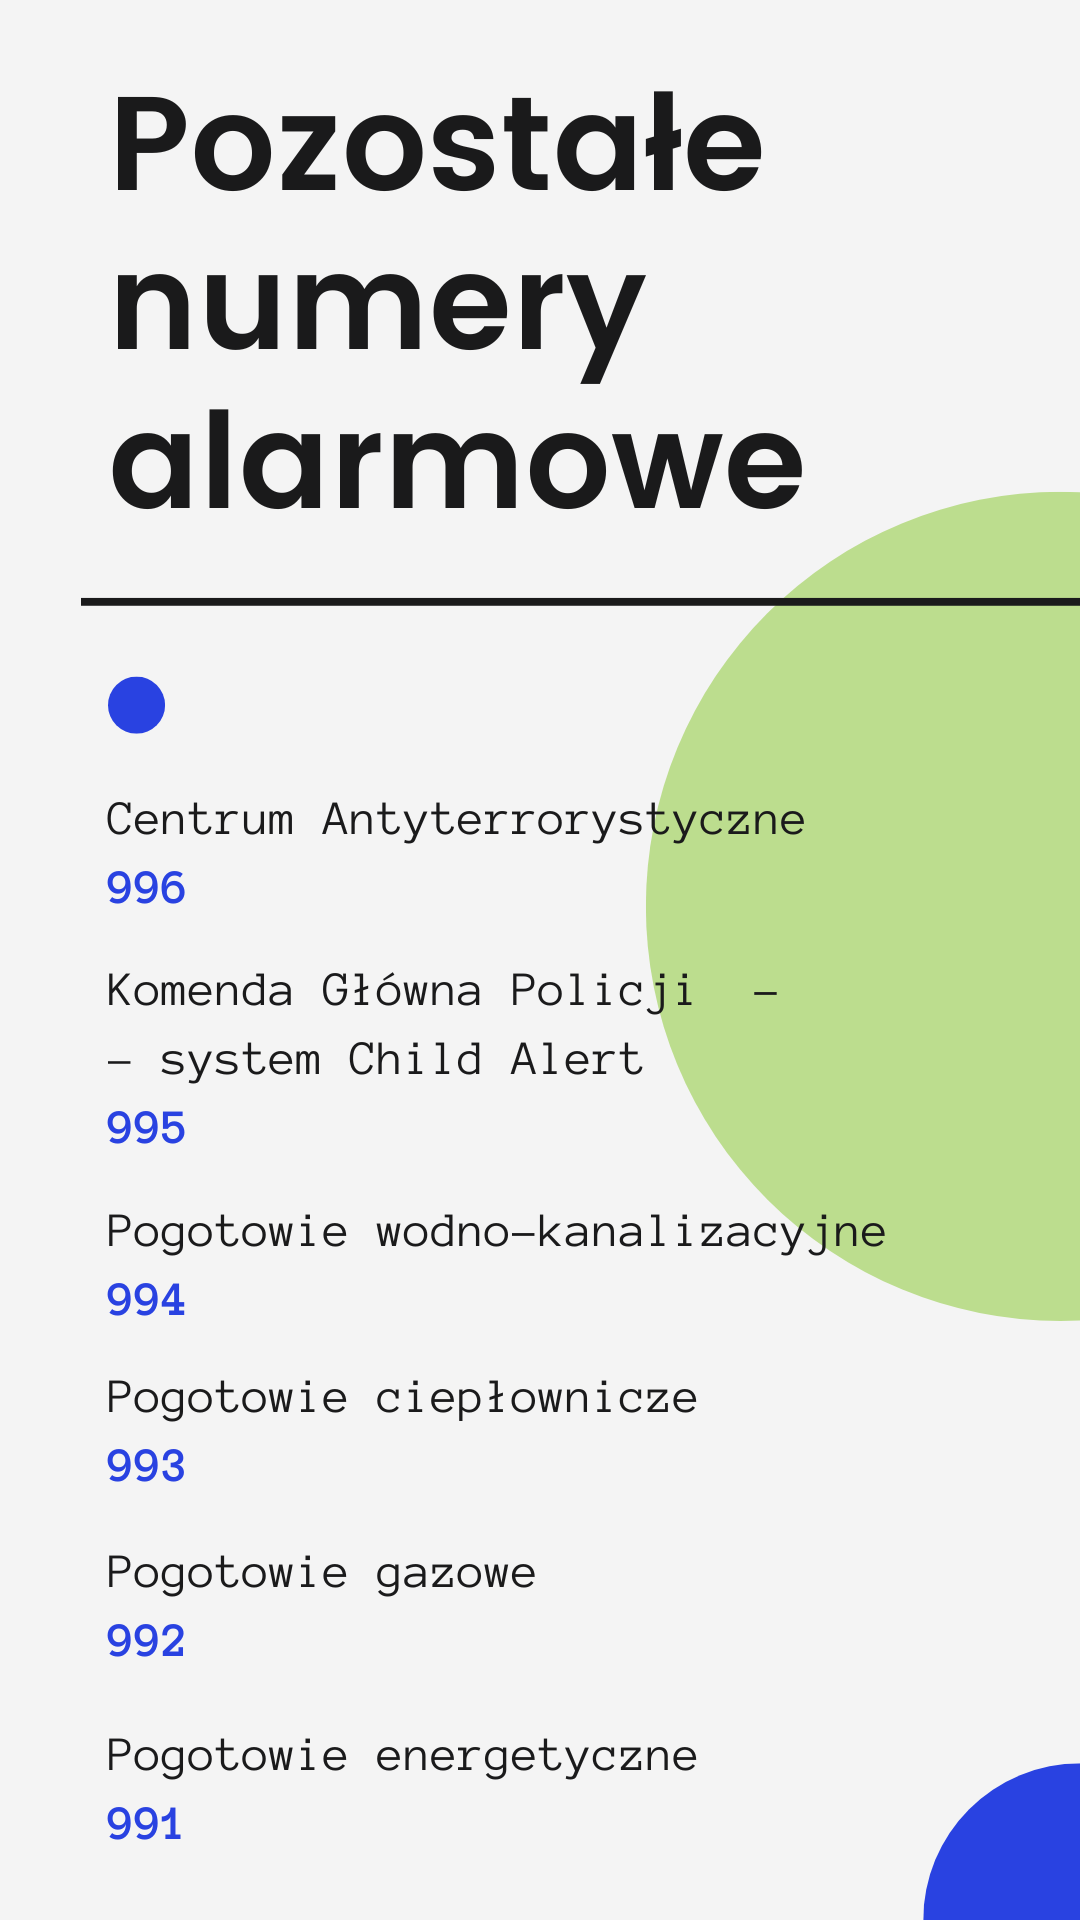 Pozostałe
numery
alarmowe
Centrum Antyterrorystyczne
996
Komenda Główna Policji –
– system Child Alert
995
Pogotowie wodno-kanalizacyjne
994
Pogotowie ciepłownicze
993
Pogotowie gazowe
992
Pogotowie energetyczne
991